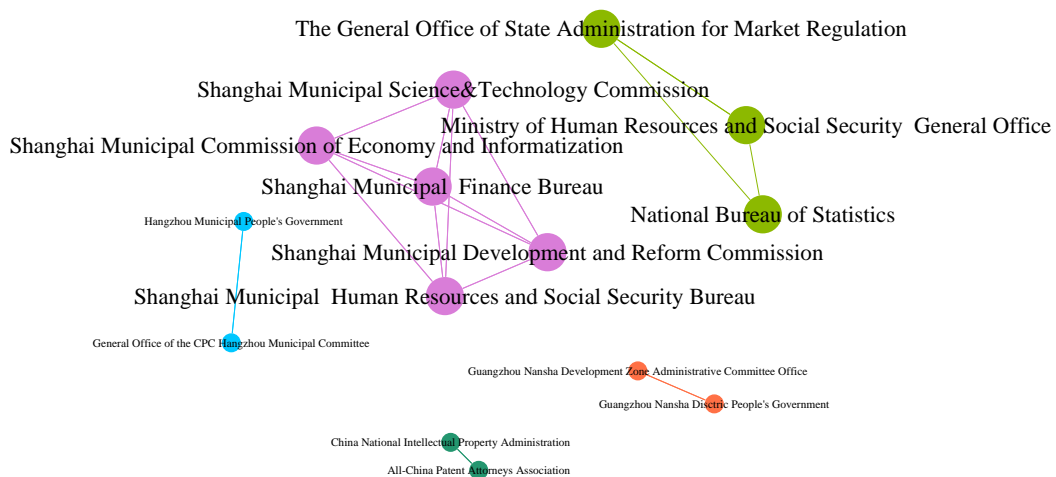 The General Office of State Administration for Market Regulation
Shanghai Municipal Science&Technology Commission
Ministry of Human Resources and Social Security  General Office
Shanghai Municipal Commission of Economy and Informatization
Shanghai Municipal  Finance Bureau
National Bureau of Statistics
Hangzhou Municipal People's Government
Shanghai Municipal Development and Reform Commission
Shanghai Municipal  Human Resources and Social Security Bureau
General Office of the CPC Hangzhou Municipal Committee
Guangzhou Nansha Development Zone Administrative Committee Office
Guangzhou Nansha Disctric People's Government
China National Intellectual Property Administration
All-China Patent Attorneys Association